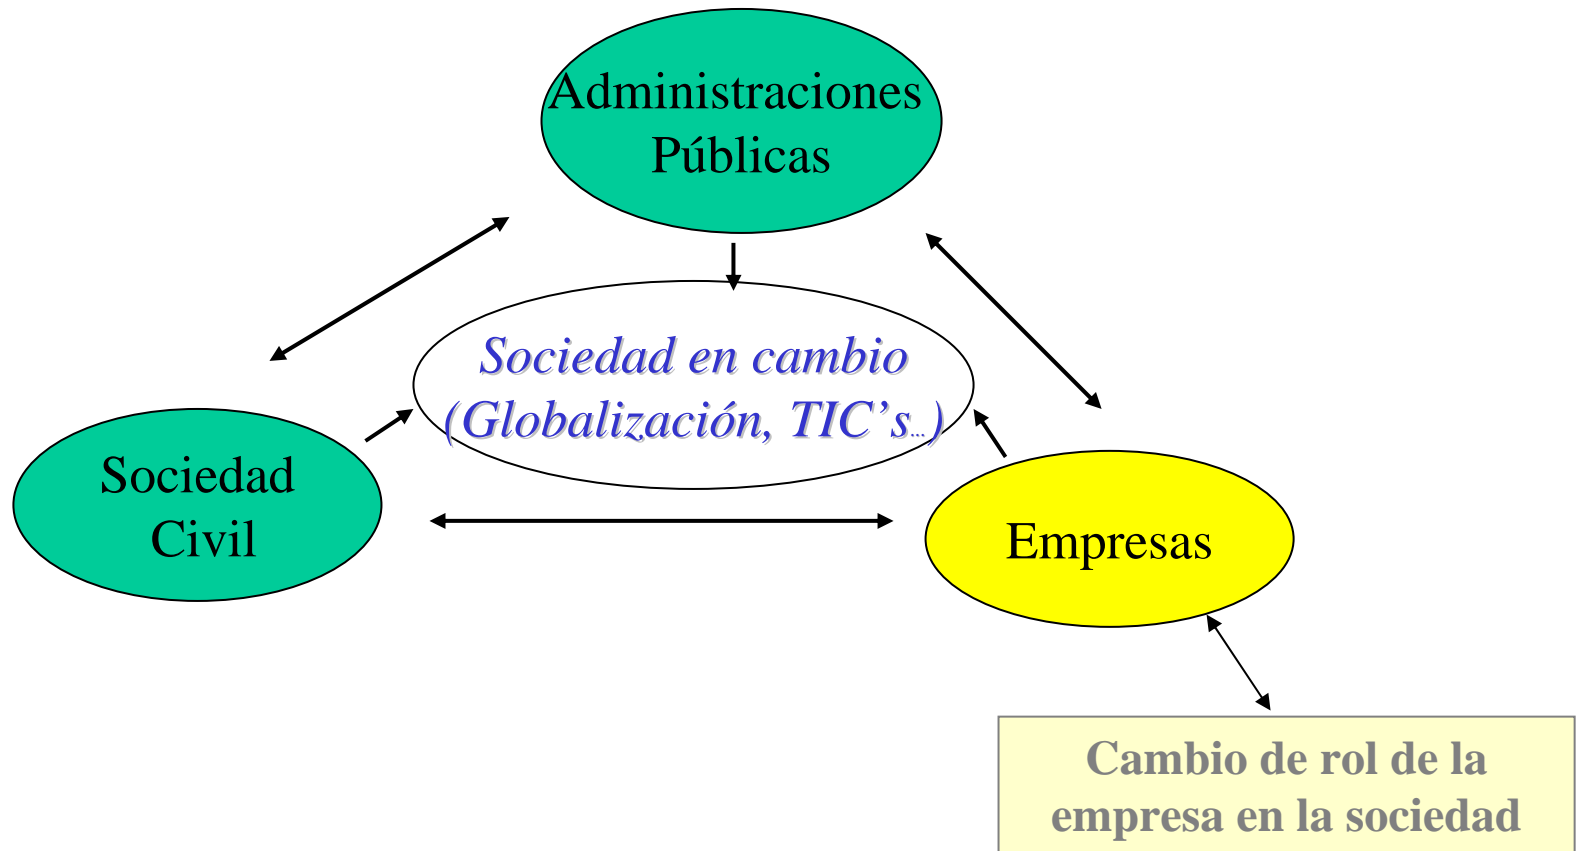 Administraciones
Públicas
Sociedad en cambio
(Globalización, TIC’s...)
Sociedad
Civil
Empresas
Cambio de rol de la
empresa en la sociedad